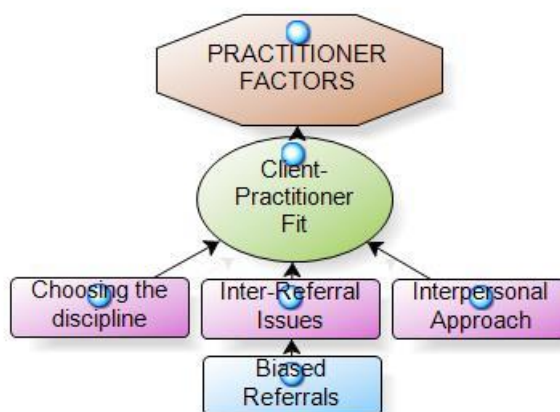 PRACTITIONER
FACTORS
Client-
Practitioner
Fit
Choosing the
discipline
Inter-Referral
Issues
Interpersonal
Approach
Biased
Referrals